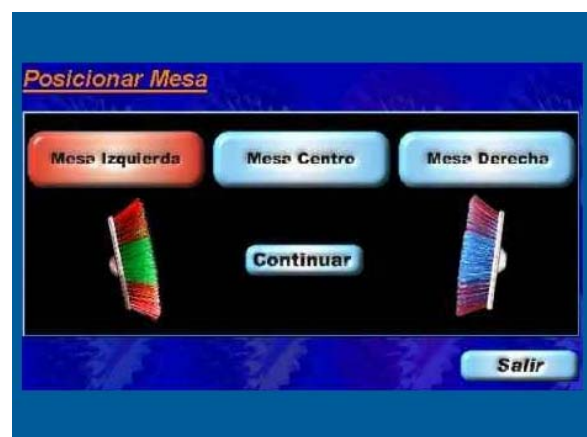 Posicionar Mesa
Mesa Izquierda
Mesa Centro
Mesa Derecha
Continuar
Salir